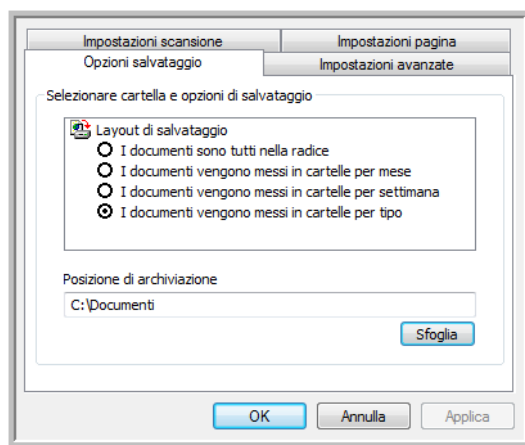 Impostazioni scansione
Impostazioni pagina
Opzioni salvataggio
Impostazioni avanzate
Selezionare cartella e opzioni di salvataggio
Layout di salvataggio
I documenti sono tutti nella radice
I documenti vengono messi in cartelle per mese
I documenti vengono messi in cartelle per settimana
I documenti vengono messi in cartelle per tipo
Posizione di archiviazione
C:\Documenti
Sfoglia
OK
Annulla
Applica